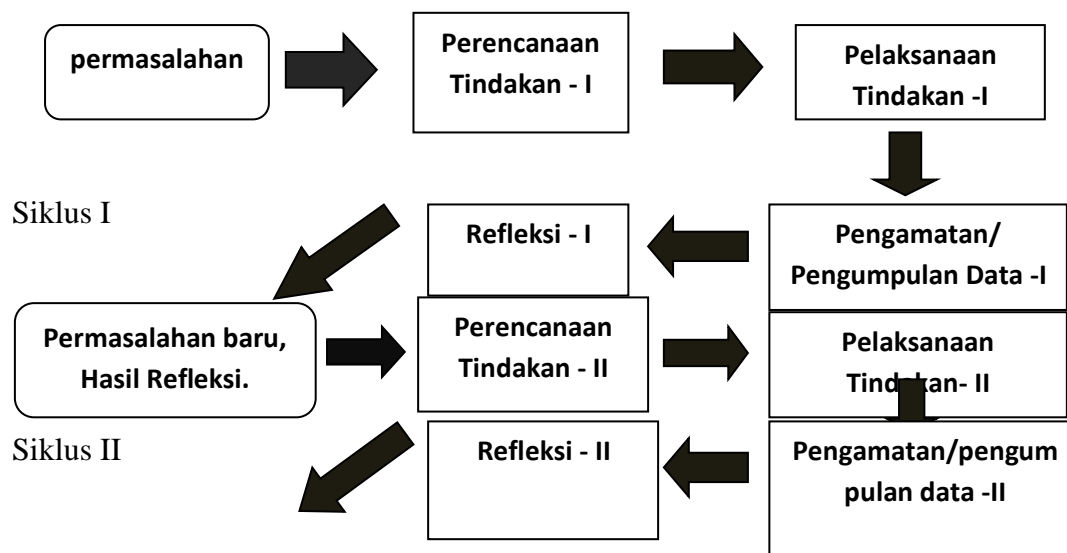 permasalahan
Perencanaan
Tindakan - I
Pelaksanaan
Tindakan -I
Siklus I
Refleksi - I
Pengamatan/
Pengumpulan Data -I
Permasalahan baru,
Hasil Refleksi.
Perencanaan
Tindakan - II
Pelaksanaan
Tindakan- II
Siklus II
Refleksi - II
Pengamatan/pengum
pulan data -II